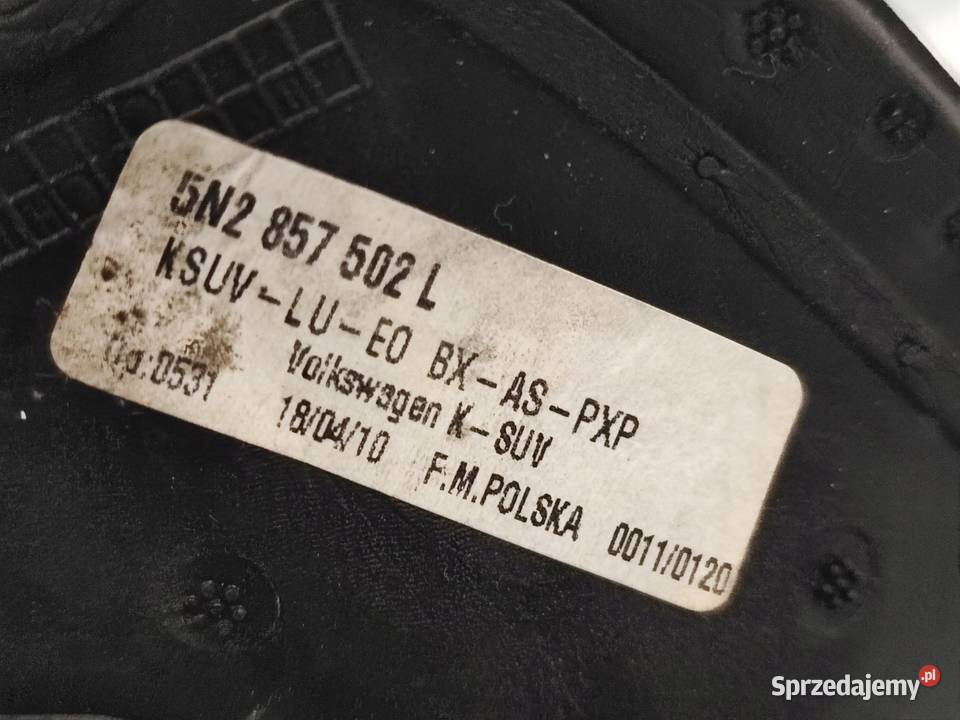 5N2 857 502 L
KSUV-LU-EO BX-AS-PXP
Volkswagen K-SUV
:0531 18/04/10 F.M.POLSKA 0011/0120
Sprzedajemy.pl